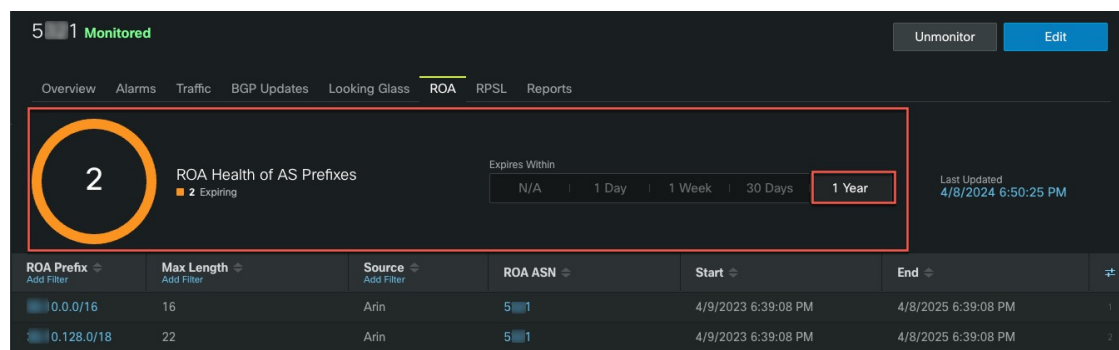 5 1 Monitored
Unmonitor Edit
Overview Alarms Traffic BGP Updates Looking Glass ROA RPSL Reports
2
ROA Health of AS Prefixes
2 Expiring
Expires Within
N/A 1 Day 1 Week 30 Days 1 Year
Last Updated
4/8/2024 6:50:25 PM
ROA Prefix Max Length Source ROA ASN Start End
Add Filter Add Filter Add Filter
0.0.0/16 16 Arin 5 1 4/9/2023 6:39:08 PM 4/8/2025 6:39:08 PM 1
0.128.0/18 22 Arin 5 1 4/9/2023 6:39:08 PM 4/8/2025 6:39:08 PM 2